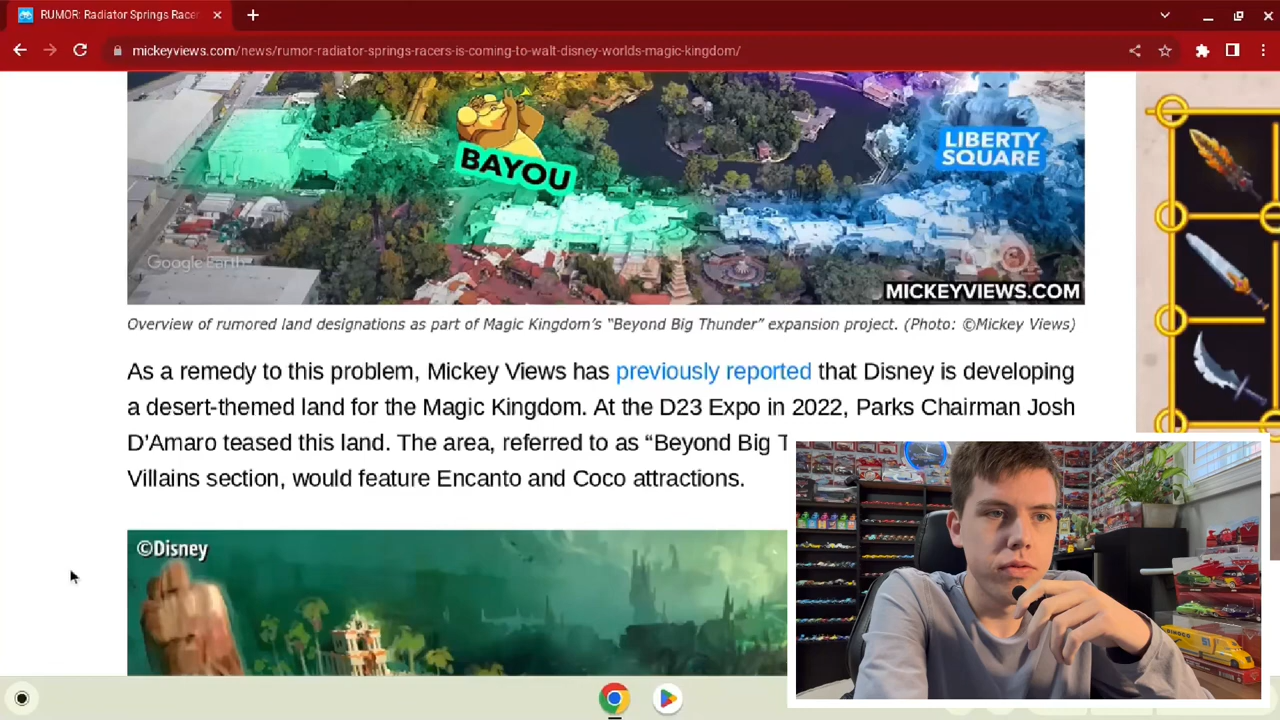 RUMOR: Radiator Springs Race
mickeyviews.com/news/rumor-radiator-springs-racers-is-coming-to-walt-disney-worlds-magic-kingdom/
BAYOU
LIBERTY
SQUARE
Google Earth
MICKEYVIEWS.COM
Overview of rumored land designations as part of Magic Kingdom's "Beyond Big Thunder" expansion project. (Photo: ©Mickey Views)
As a remedy to this problem, Mickey Views has previously reported that Disney is developing
a desert-themed land for the Magic Kingdom. At the D23 Expo in 2022, Parks Chairman Josh
D'Amaro teased this land. The area, referred to as “Beyond Big T
Villains section, would feature Encanto and Coco attractions.
©Disney
DINOCO